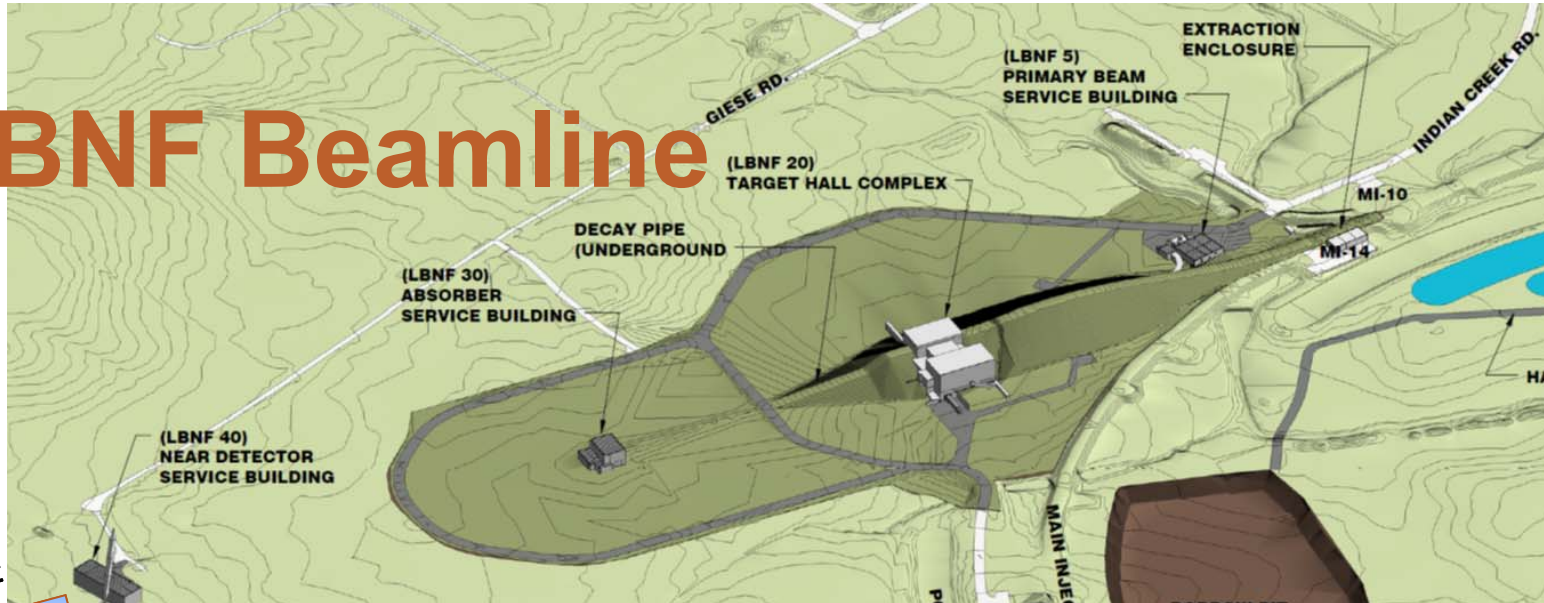 BNF Beamline
EXTRACTION
ENCLOSURE
(LBNF 5)
PRIMARY BEAM
SERVICE BUILDING
INDIAN CREEK RD.
GIESE RD.
(LBNF 20)
TARGET HALL COMPLEX
MI-10
DECAY PIPE
(UNDERGROUND
MI-14
(LBNF 30)
ABSORBER
SERVICE BUILDING
HA
(LBNF 40)
NEAR DETECTOR
SERVICE BUILDING
MAIN INJEC
PO